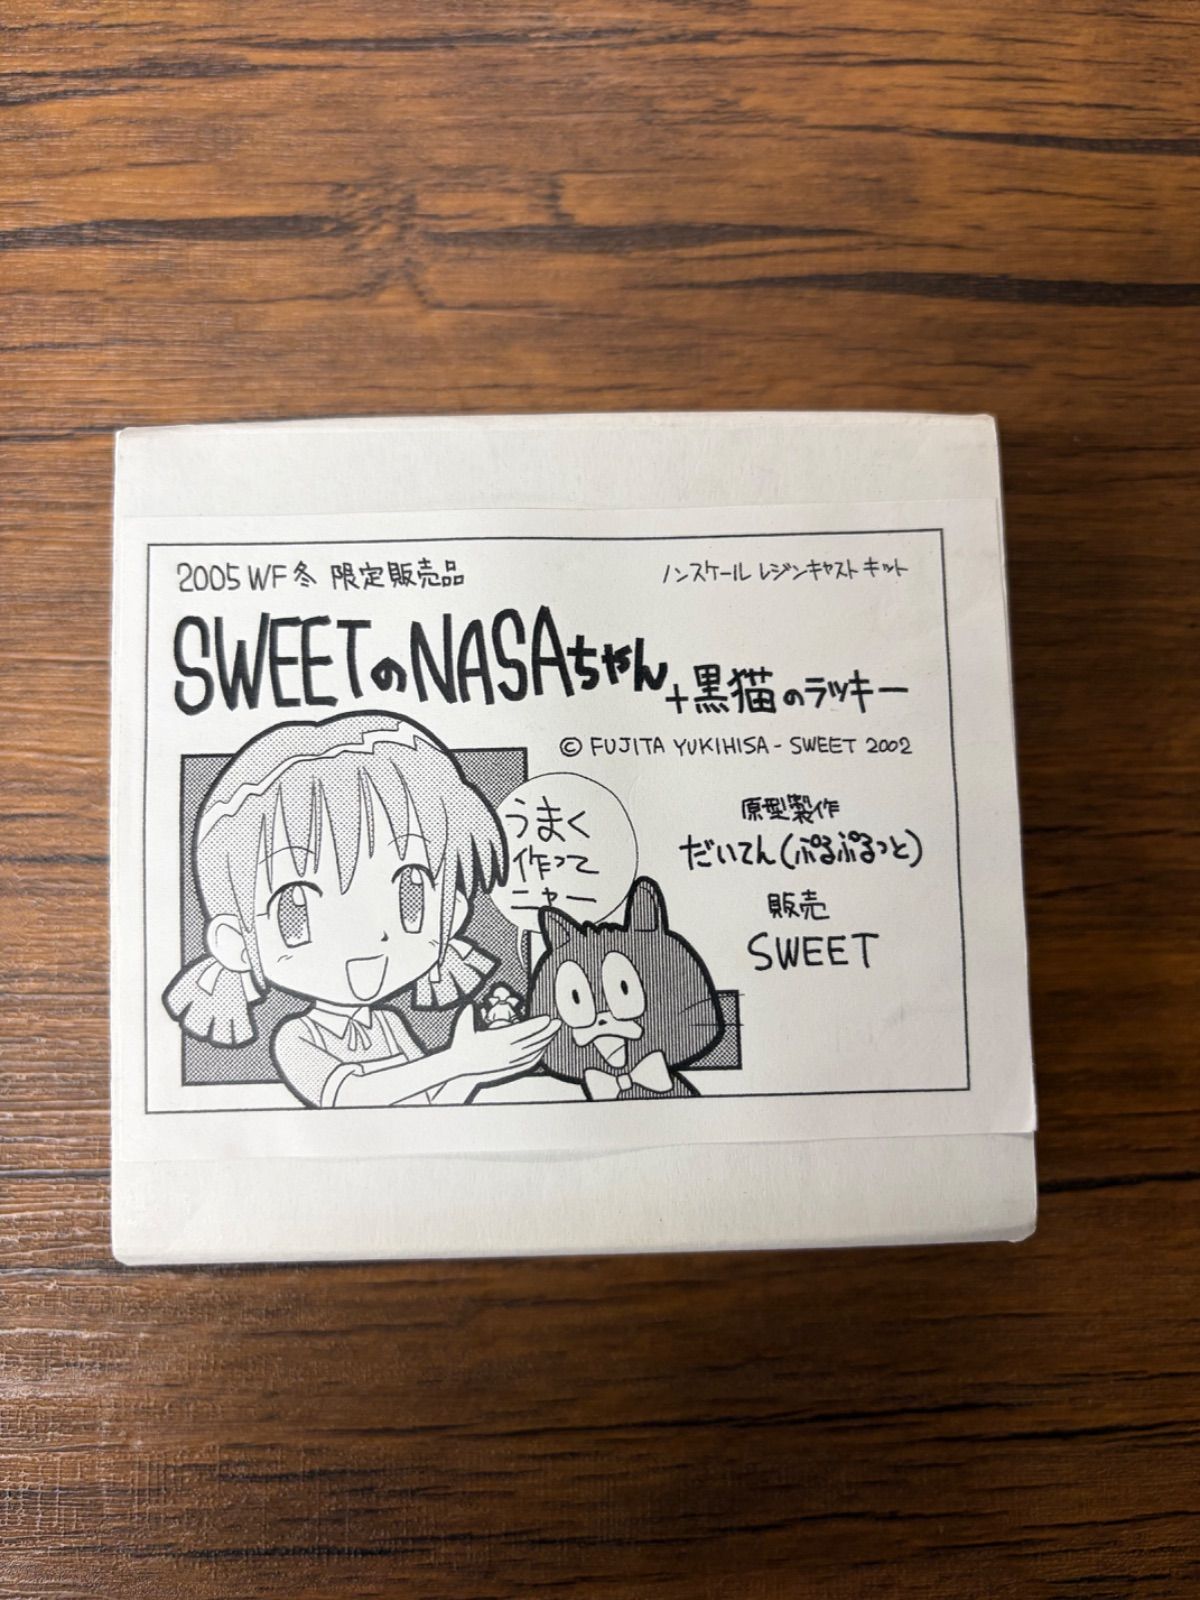 2005 WF 冬 限定販売品
ノンスケール レジンキャスト キット
SWEETのNASAちゃん
+黒猫のラッキー
© FUJITA YUKIHISA - SWEET 2002
うまく
作って
ニャー
原型製作
だいてん(ぷるぷるっと)
販売
SWEET